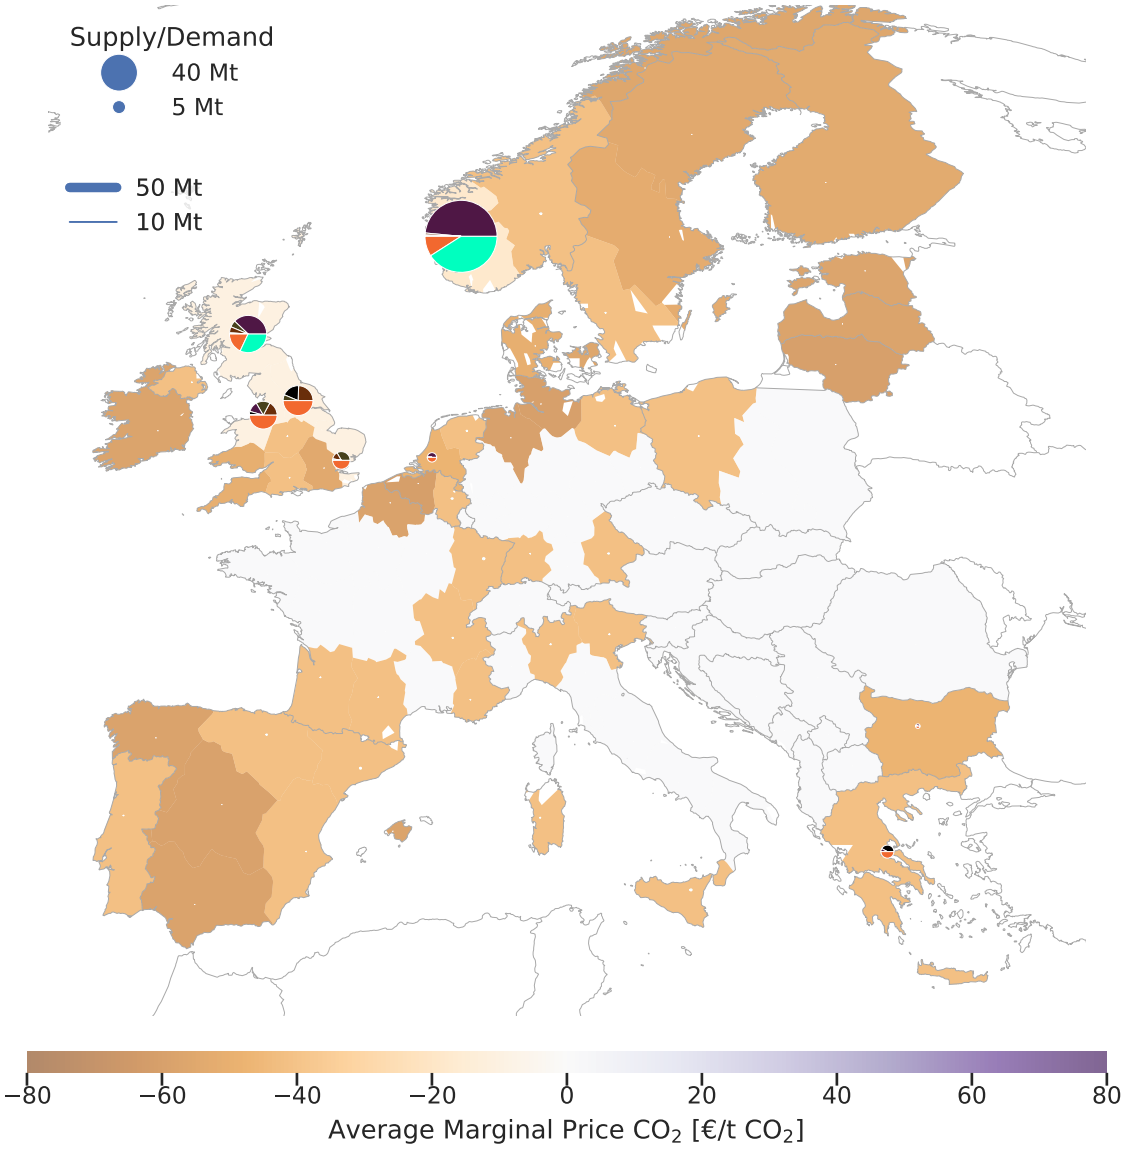 Supply/Demand
40 Mt
5 Mt
50 Mt
10 Mt
−80 −60 −40 −20 0 20 40 60 80
Average Marginal Price CO₂ [€/t CO₂]